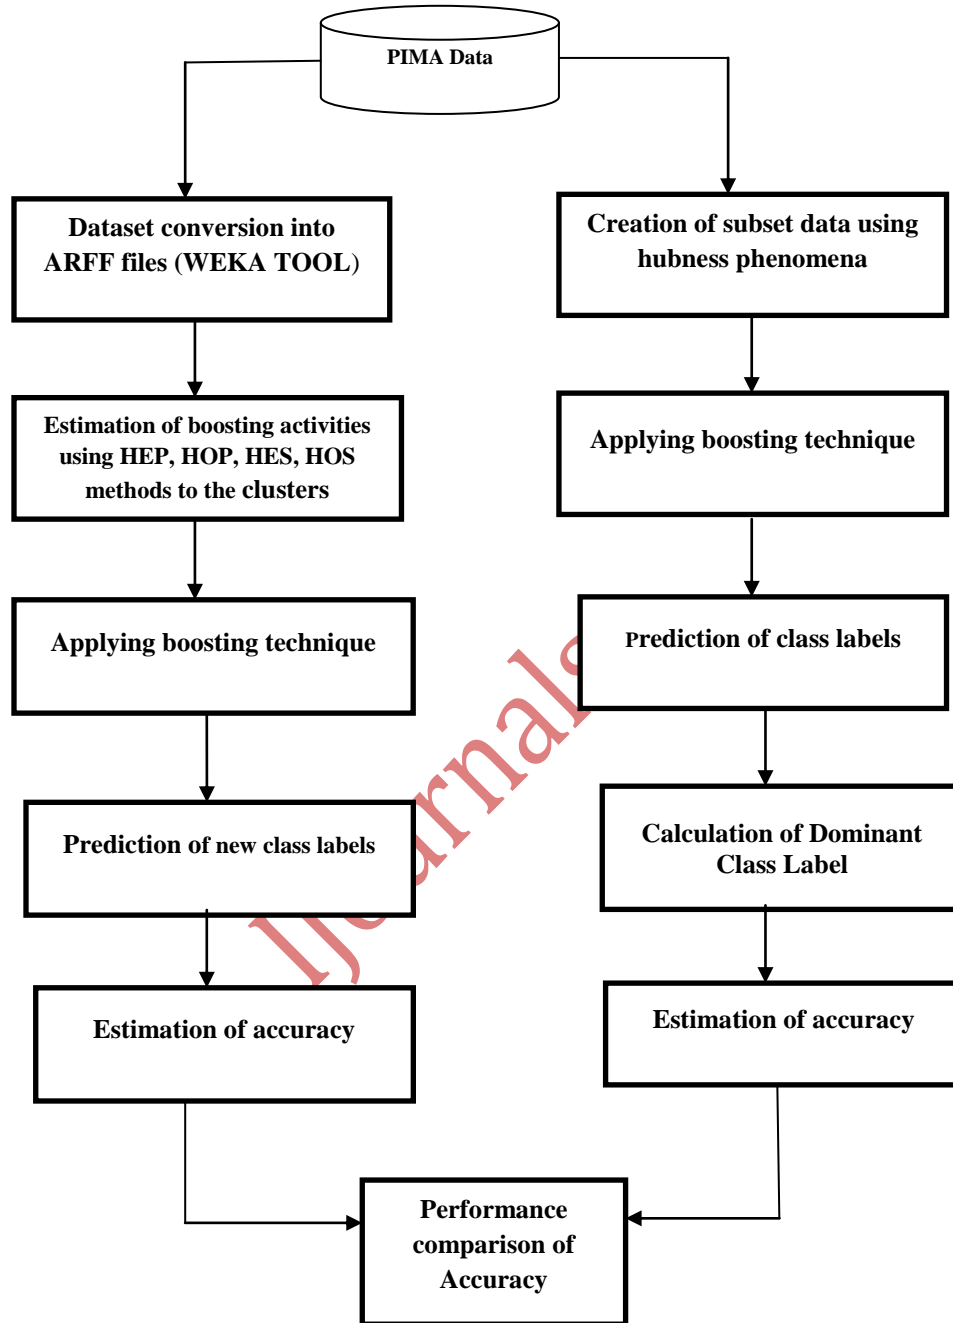 PIMA Data
Dataset conversion into
ARFF files (WEKA TOOL)
Estimation of boosting activities
using HEP, HOP, HES, HOS
methods to the clusters
Applying boosting technique
Prediction of new class labels
Estimation of accuracy
Creation of subset data using
hubness phenomena
Applying boosting technique
Prediction of class labels
Calculation of Dominant
Class Label
Estimation of accuracy
Performance
comparison of
Accuracy